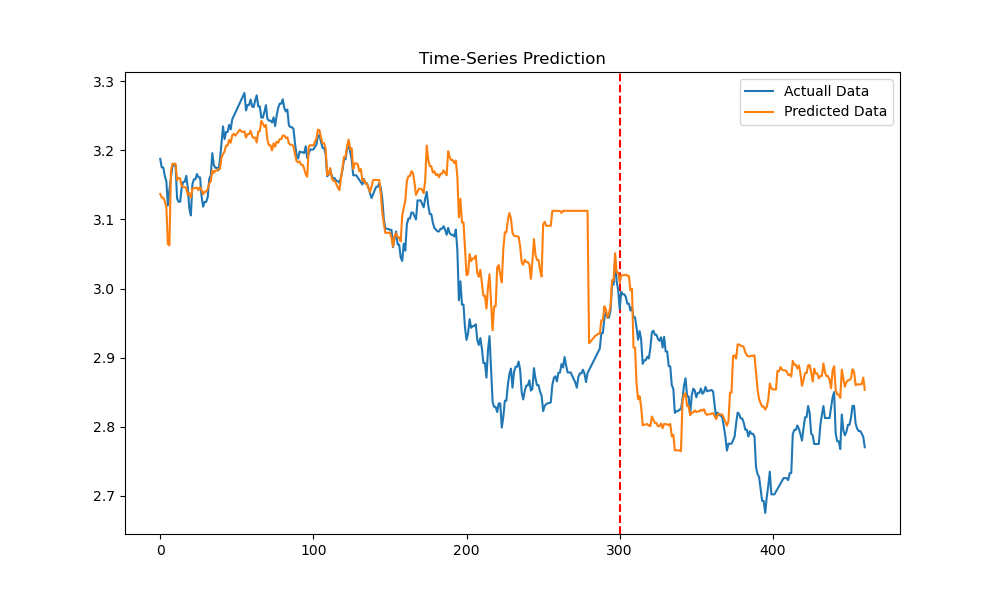 Time-Series Prediction
Actuall Data
Predicted Data
3.3
3.2
3.1
3.0
2.9
2.8
2.7
0 100 200 300 400